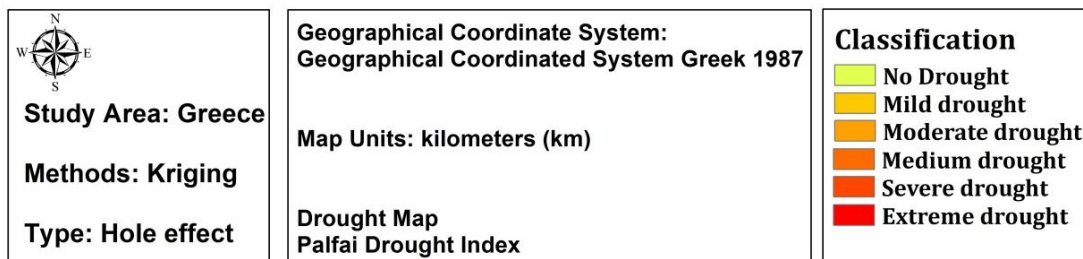 N
W E
S
Study Area: Greece
Methods: Kriging
Type: Hole effect
Geographical Coordinate System:
Geographical Coordinated System Greek 1987
Map Units: kilometers (km)
Drought Map
Palfai Drought Index
Classification
No Drought
Mild drought
Moderate drought
Medium drought
Severe drought
Extreme drought